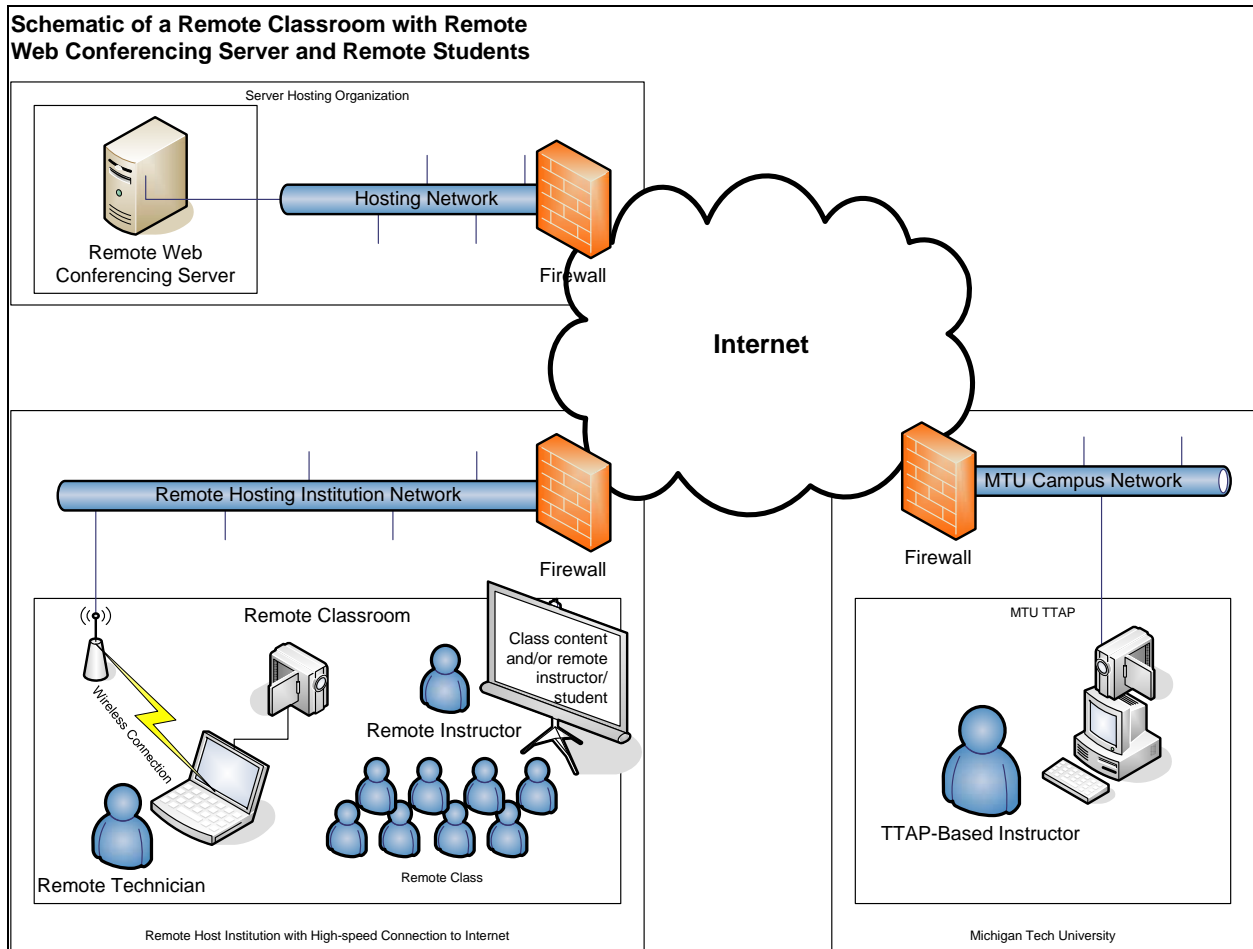 Schematic of a Remote Classroom with Remote
Web Conferencing Server and Remote Students
Server Hosting Organization
Hosting Network
Remote Web
Conferencing Server
Firewall
Internet
Remote Hosting Institution Network
Firewall
MTU Campus Network
Firewall
Remote Classroom
Class content
and/or remote
instructor/
student
Wireless Connection
Remote Instructor
Remote Technician
Remote Class
Remote Host Institution with High-speed Connection to Internet
MTU TTAP
TTAP-Based Instructor
Michigan Tech University